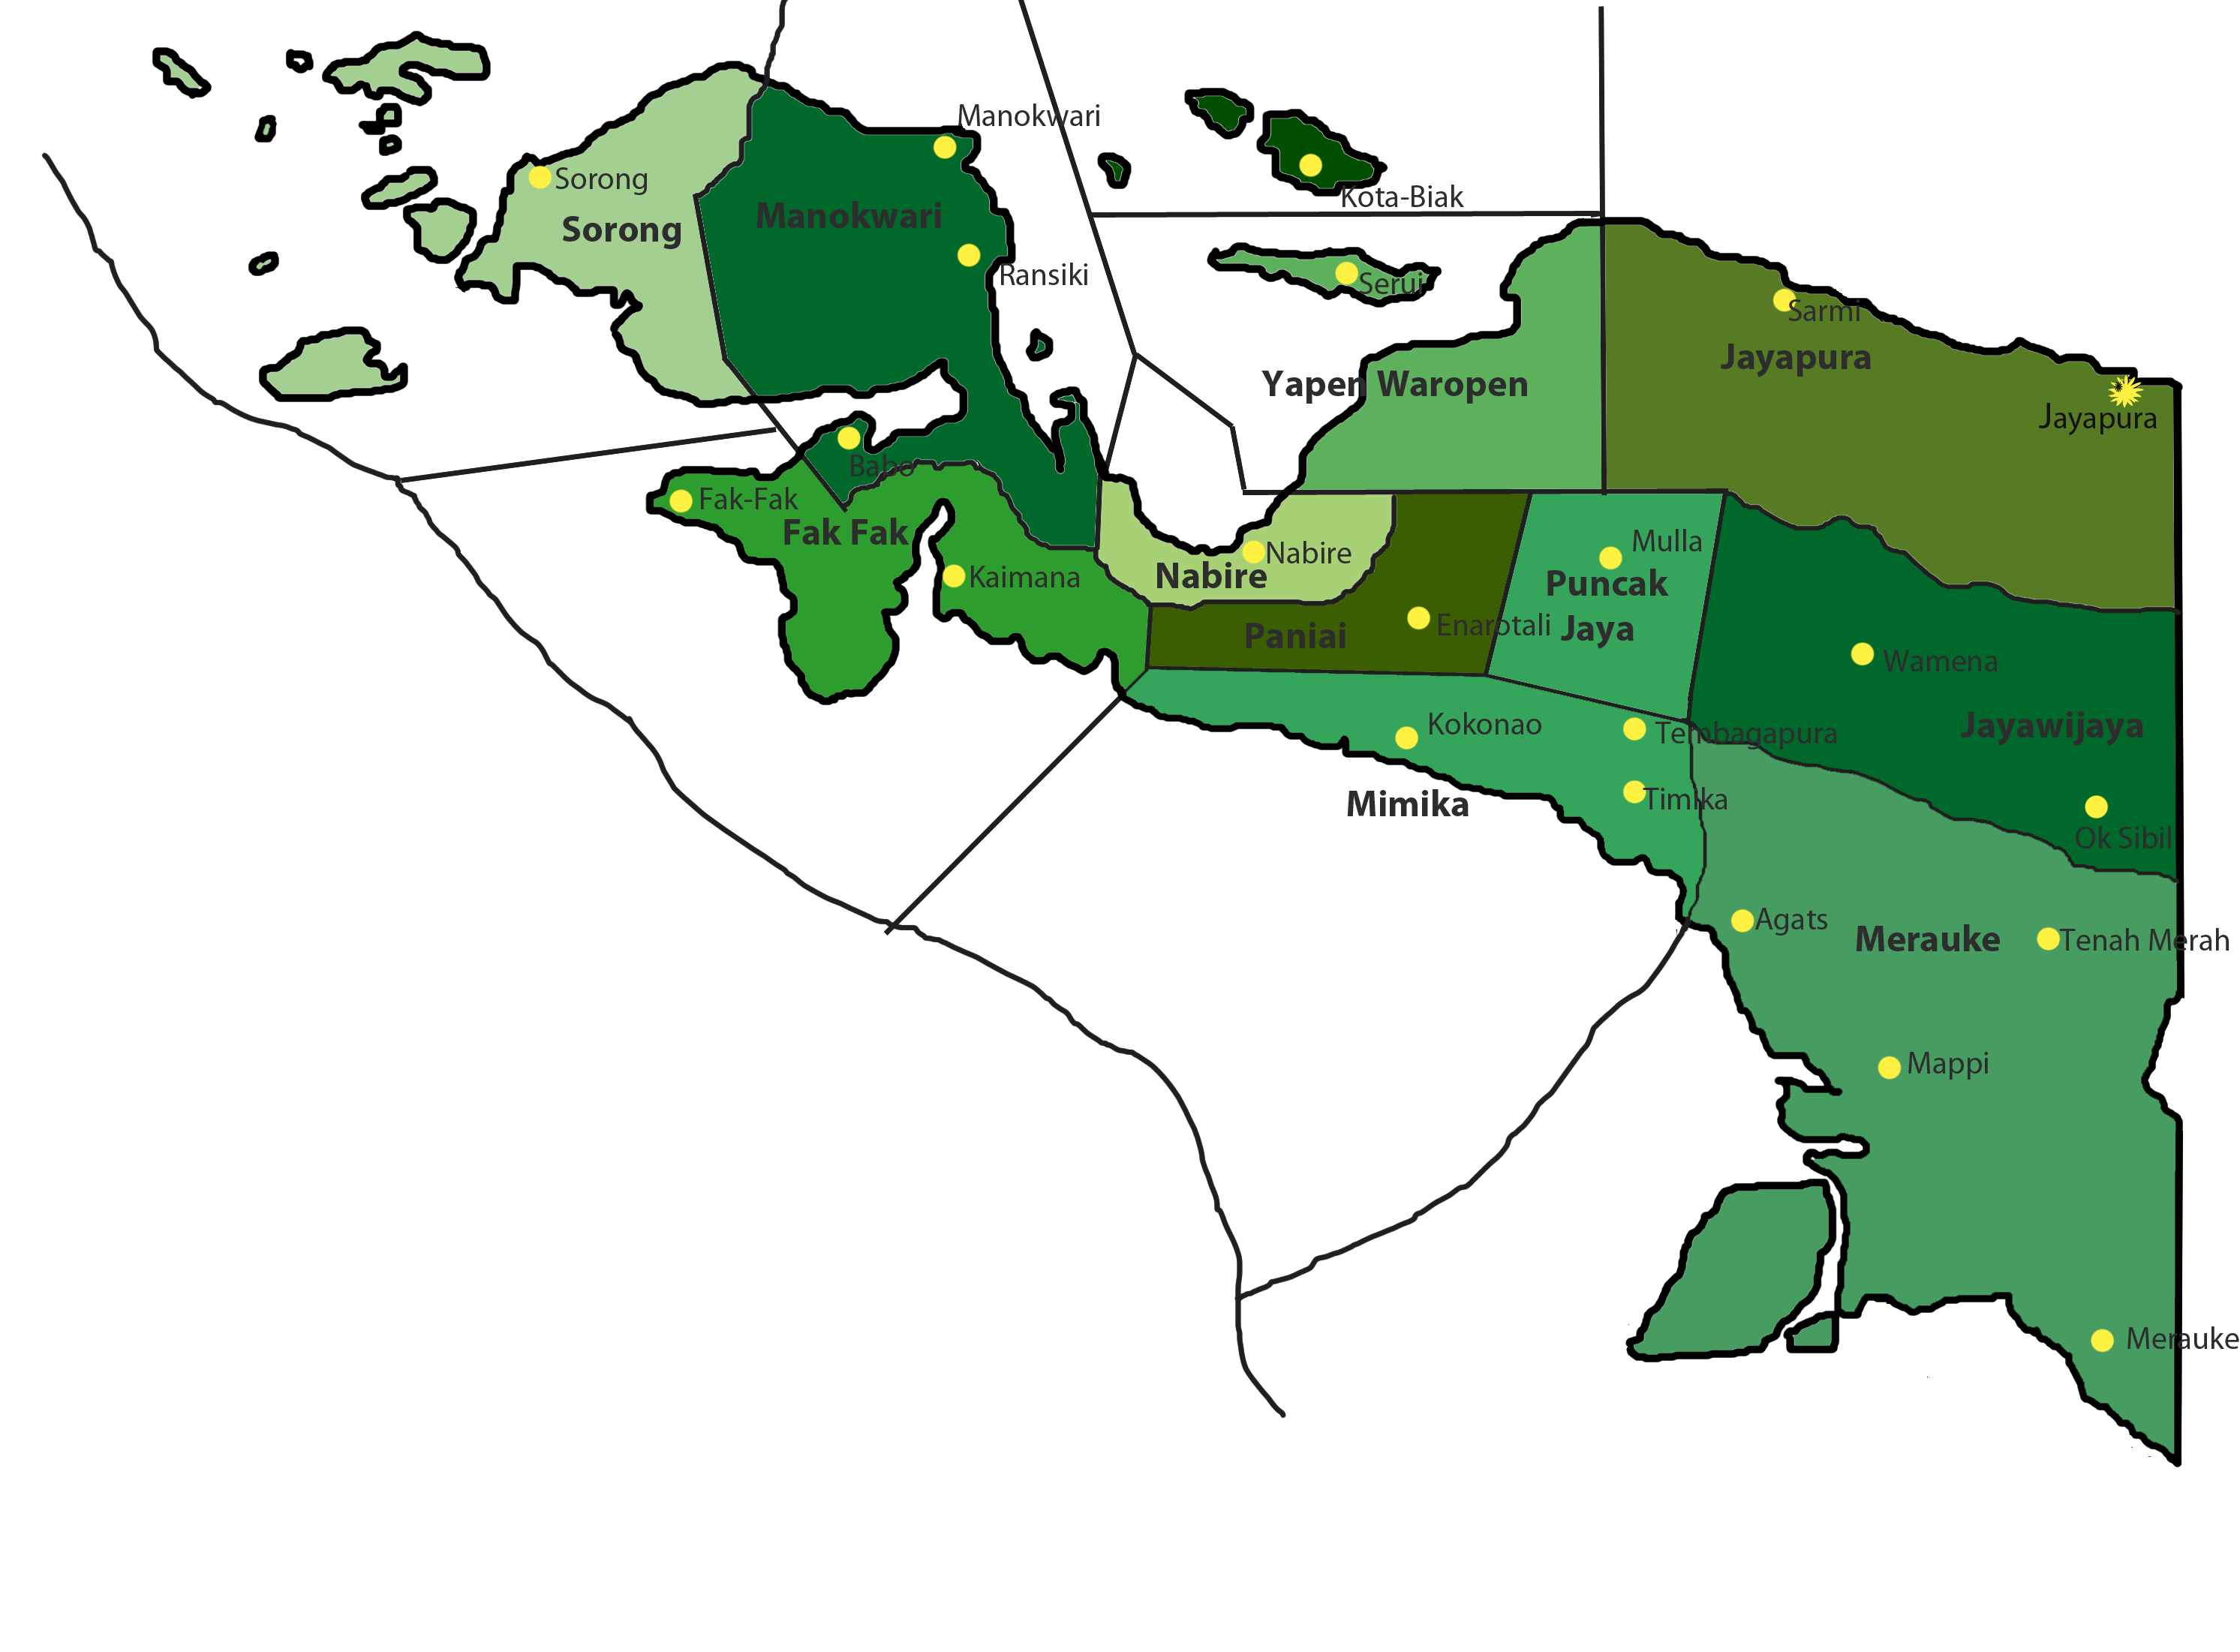 Manokwari
Sorong
Kota-Biak
Manokwari
Sorong
Ransiki
Serui
Sarmi
Jayapura
Yapen Waropen
Jayapura
Babo
Fak-Fak
Fak Fak
Mulla
Nabire
Nabire
Kaimana
Puncak
Jaya
Enarotali
Paniai
Wamena
Kokonao
Jayawijaya
Tembagapura
Timika
Mimika
Ok Sibil
Agats
Merauke
Tenah Merah
Mappi
Merauke